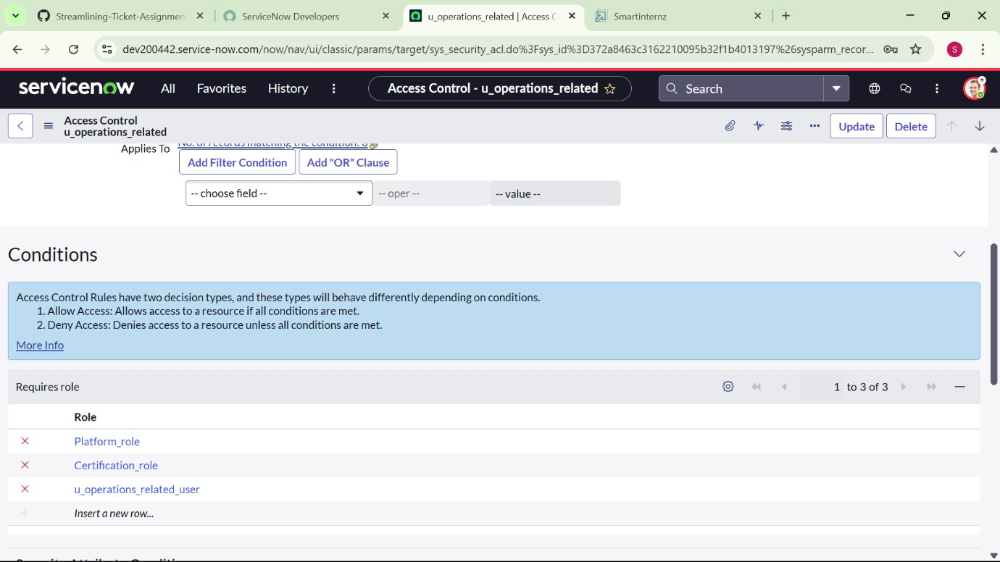 Streamlining-Ticket-Assignmen
ServiceNow Developers
u_operations_related | Access C
Smartinternz
dev200442.service-now.com/now/nav/ui/classic/params/target/sys_security_acl.do%3Fsys_id%3D372a8463c3162210095b32f1b4013197%26sysparm_recor...
S
servicenow
All
Favorites
History
Access Control - u_operations_related
Search
Access Control
u_operations_related
Update
Delete
Applies To
No. of records matching the condition: 3
Add Filter Condition
Add "OR" Clause
-- choose field --
-- oper --
-- value --
Conditions
Access Control Rules have two decision types, and these types will behave differently depending on conditions.
1. Allow Access: Allows access to a resource if all conditions are met.
2. Deny Access: Denies access to a resource unless all conditions are met.
More Info
Requires role
1 to 3 of 3
Role
Platform_role
Certification_role
u_operations_related_user
Insert a new row...